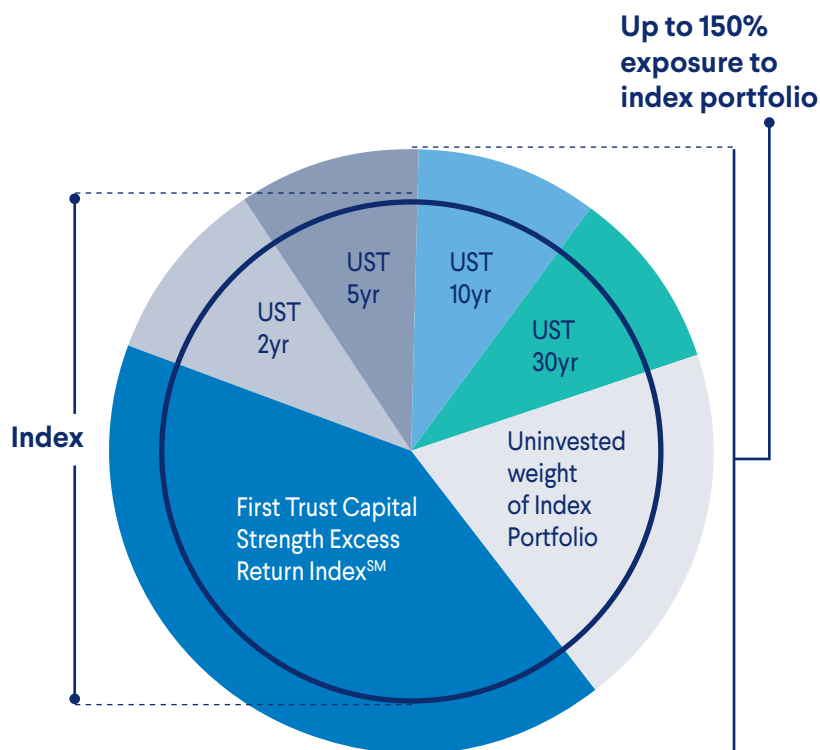 Up to 150%
exposure to
index portfolio
UST
5yr
UST
10yr
UST
2yr
UST
30yr
Index
Uninvested
weight
of Index
Portfolio
First Trust Capital
Strength Excess
Return Index℠